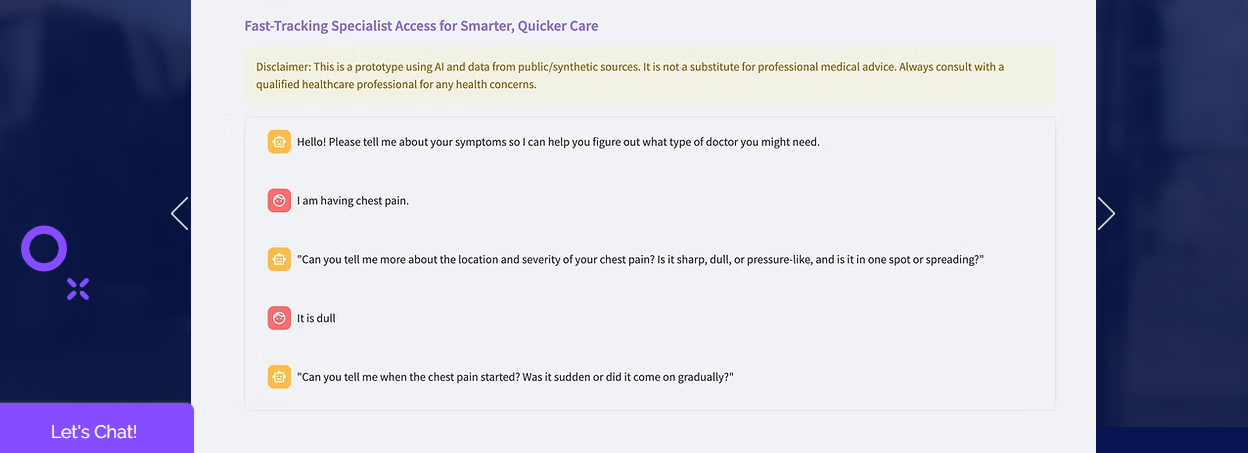 Fast-Tracking Specialist Access for Smarter, Quicker Care
Disclaimer: This is a prototype using AI and data from public/synthetic sources. It is not a substitute for professional medical advice. Always consult with a
qualified healthcare professional for any health concerns.
Hello! Please tell me about your symptoms so I can help you figure out what type of doctor you might need.
I am having chest pain.
"Can you tell me more about the location and severity of your chest pain? Is it sharp, dull, or pressure-like, and is it in one spot or spreading?"
It is dull
"Can you tell me when the chest pain started? Was it sudden or did it come on gradually?"
Let's Chat!